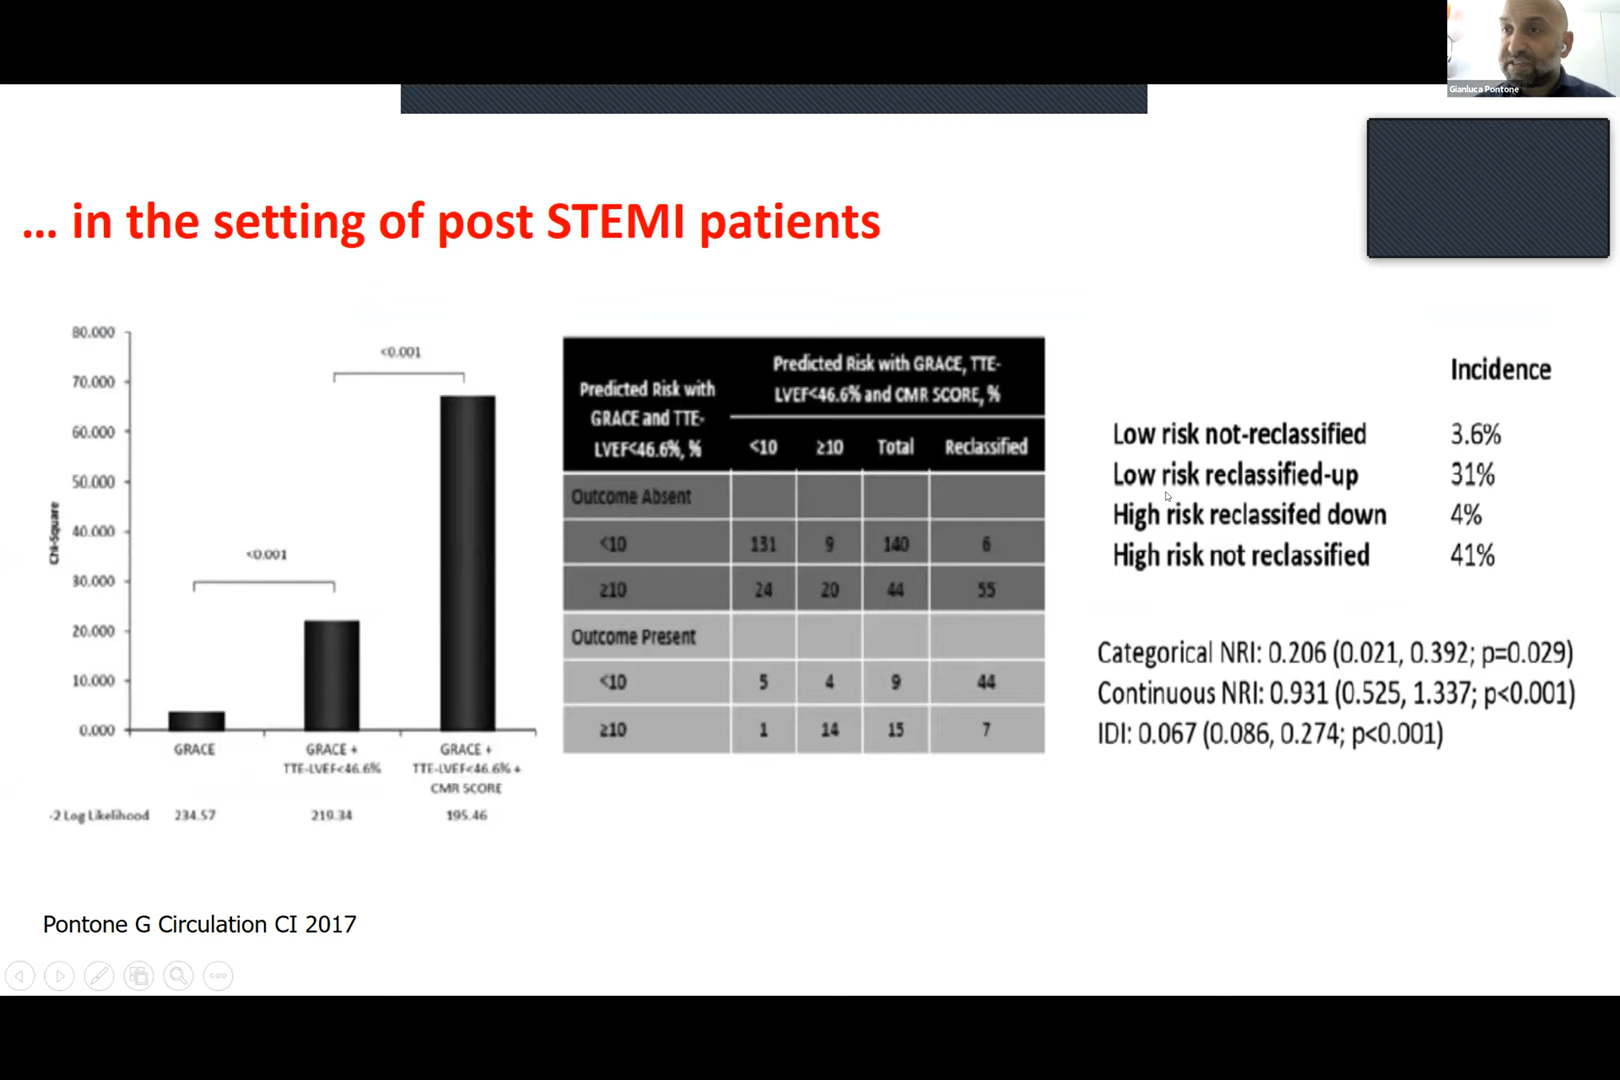 Gianluca Pontone
... in the setting of post STEMI patients
80.000
70.000
60.000
50.000
40.000
30.000
20.000
10.000
0.000
Chi-Square
<0.001
<0.001
GRACE
GRACE +
TTE-LVEF<46.6%
GRACE +
TTE-LVEF<46.6% +
CMR SCORE
-2 Log Likelihood 234.57 219.34 195.46
Predicted Risk with
GRACE and TTE-
LVEF<46.6%, %
Predicted Risk with GRACE, TTE-
LVEF<46.6% and CMR SCORE, %
<10 ≥10 Total Reclassified
Outcome Absent
<10 131 9 140 6
≥10 24 20 44 55
Outcome Present
<10 5 4 9 44
≥10 1 14 15 7
Incidence
Low risk not-reclassified 3.6%
Low risk reclassified-up 31%
High risk reclassifed down 4%
High risk not reclassified 41%
Categorical NRI: 0.206 (0.021, 0.392; p=0.029)
Continuous NRI: 0.931 (0.525, 1.337; p<0.001)
IDI: 0.067 (0.086, 0.274; p<0.001)
Pontone G Circulation CI 2017